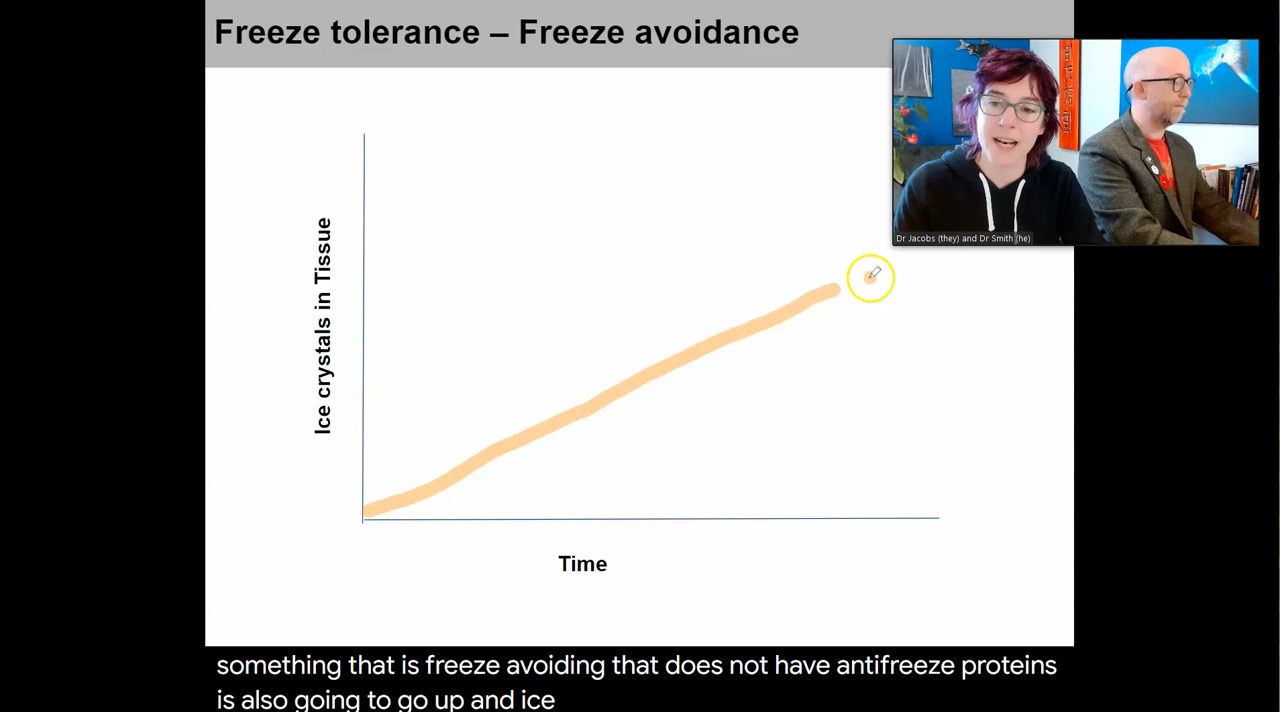 Freeze tolerance – Freeze avoidance
Dr Jacobs (they) and Dr Smith (he)
Ice crystals in Tissue
Time
something that is freeze avoiding that does not have antifreeze proteins
is also going to go up and ice